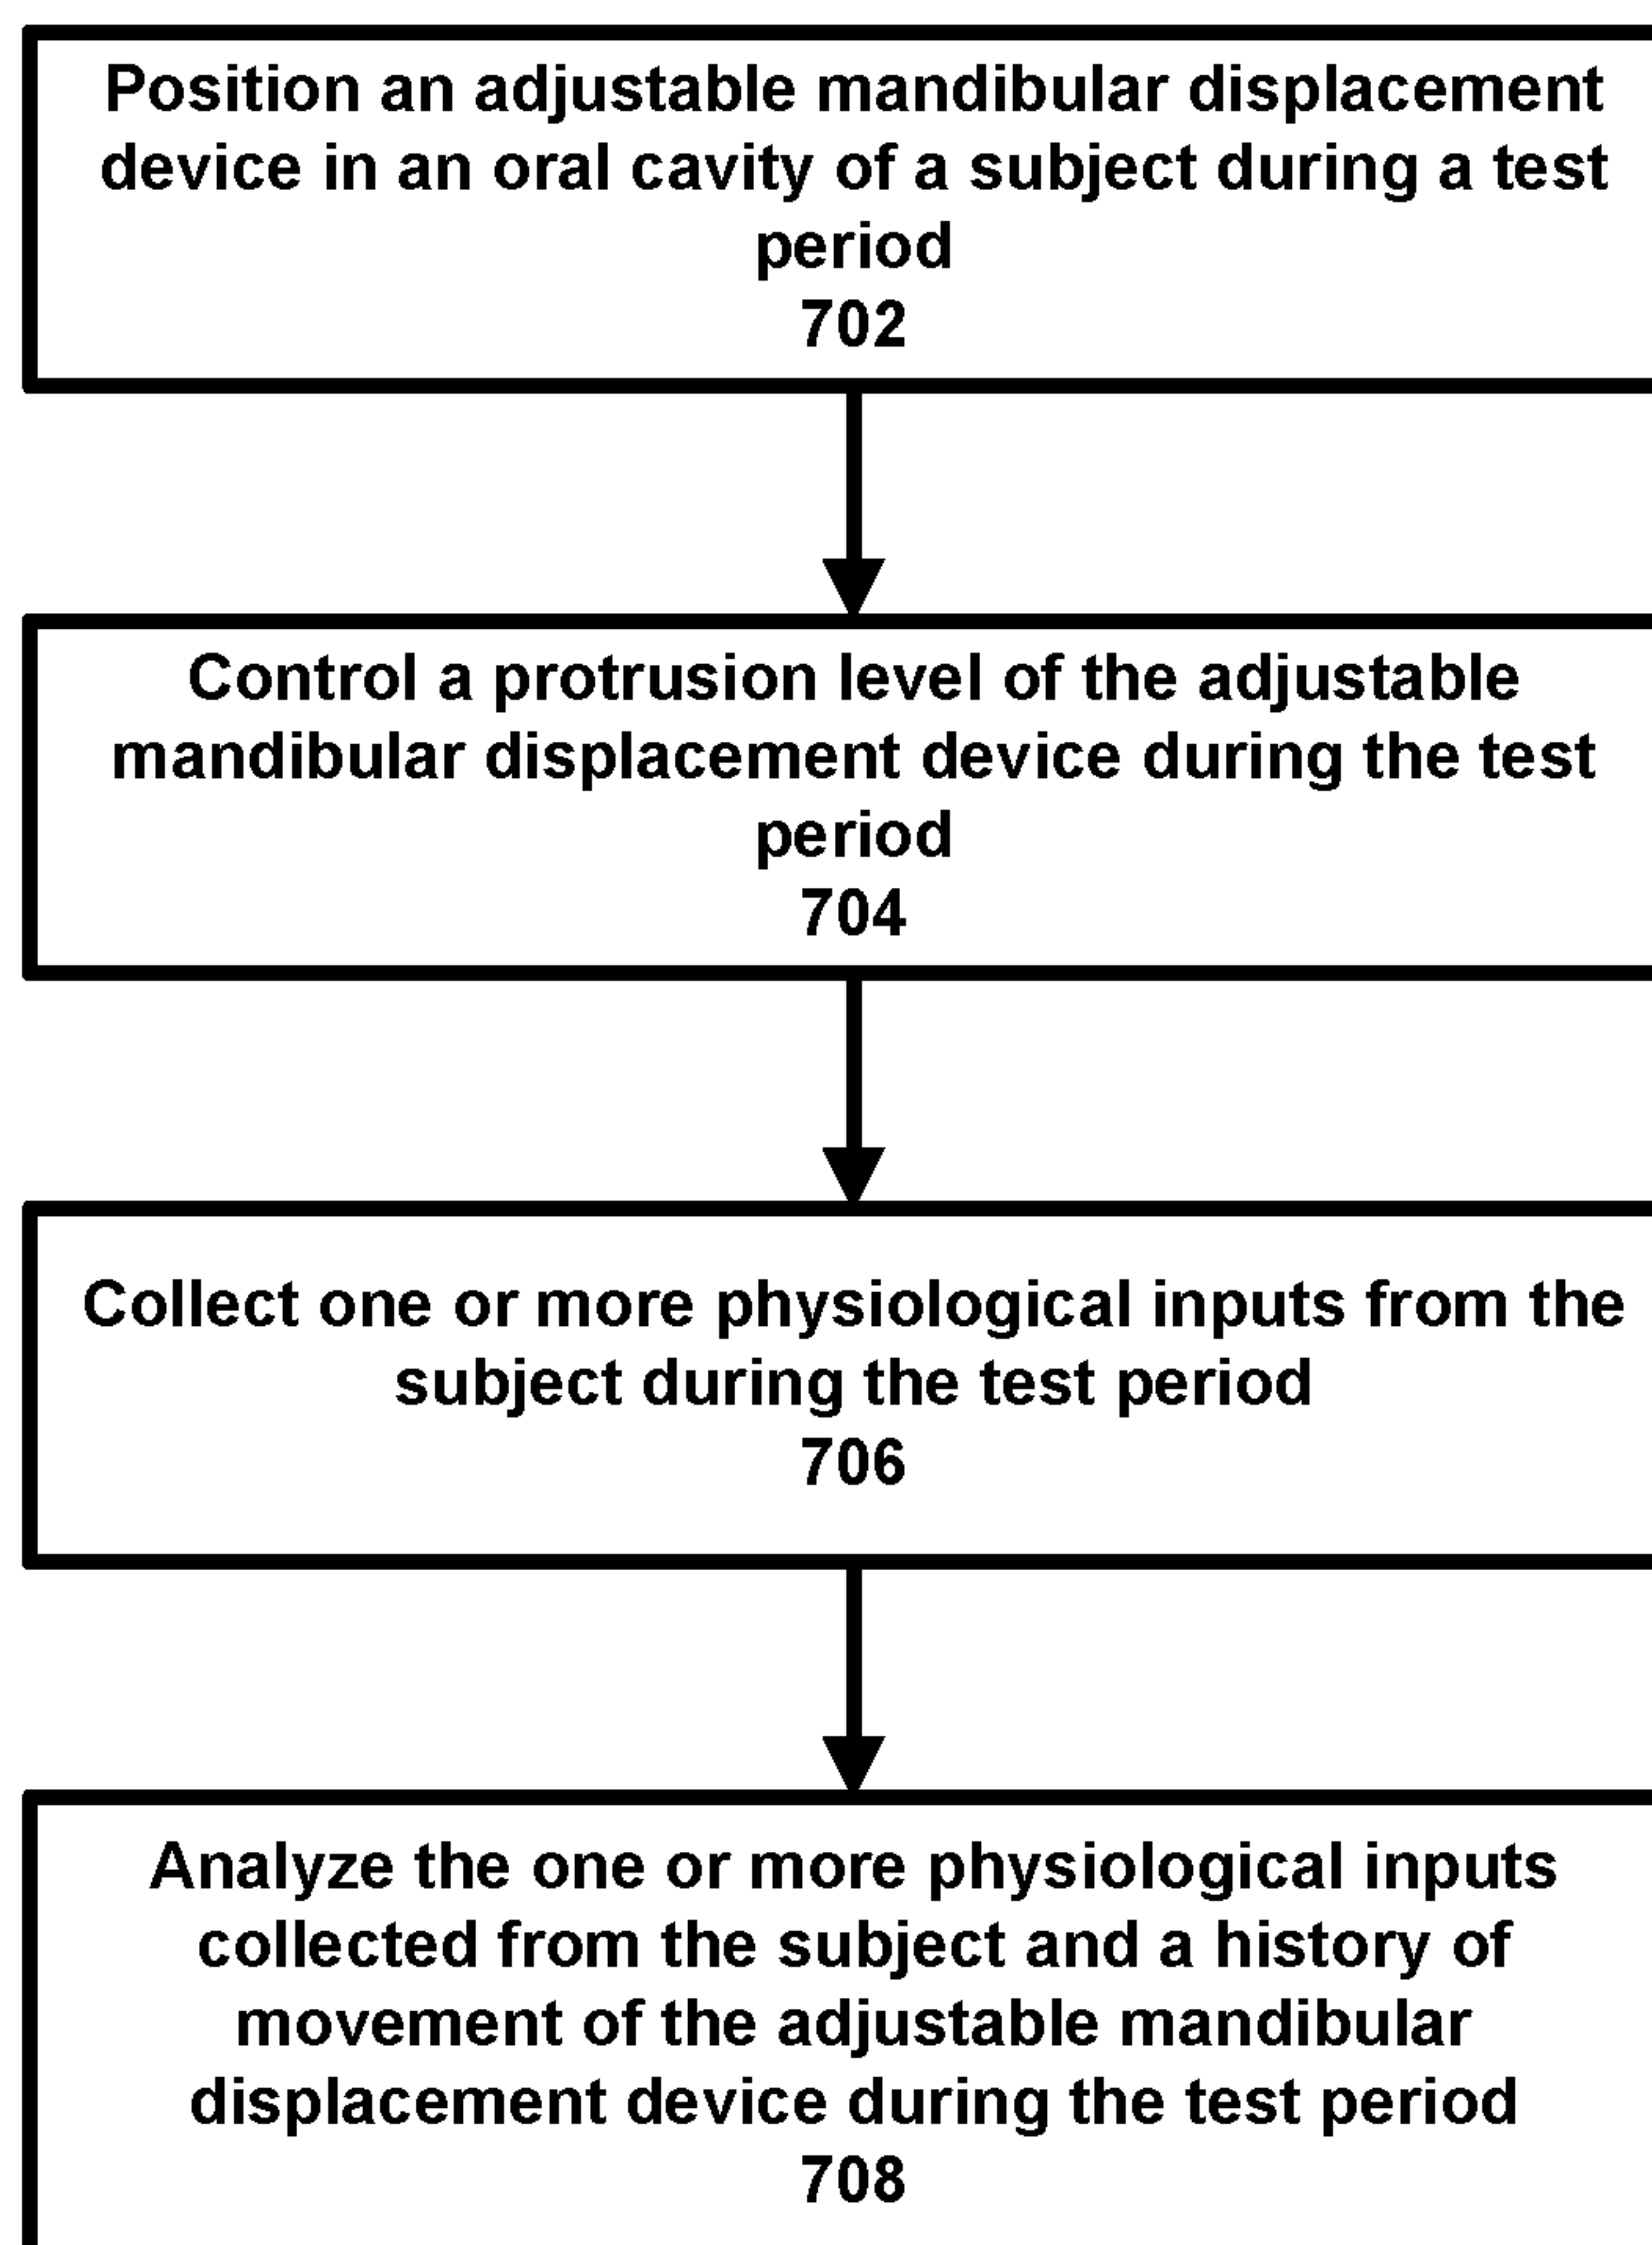 Position an adjustable mandibular displacement
device in an oral cavity of a subject during a test
period
702
Control a protrusion level of the adjustable
mandibular displacement device during the test
period
704
Collect one or more physiological inputs from the
subject during the test period
706
Analyze the one or more physiological inputs
collected from the subject and a history of
movement of the adjustable mandibular
displacement device during the test period
708